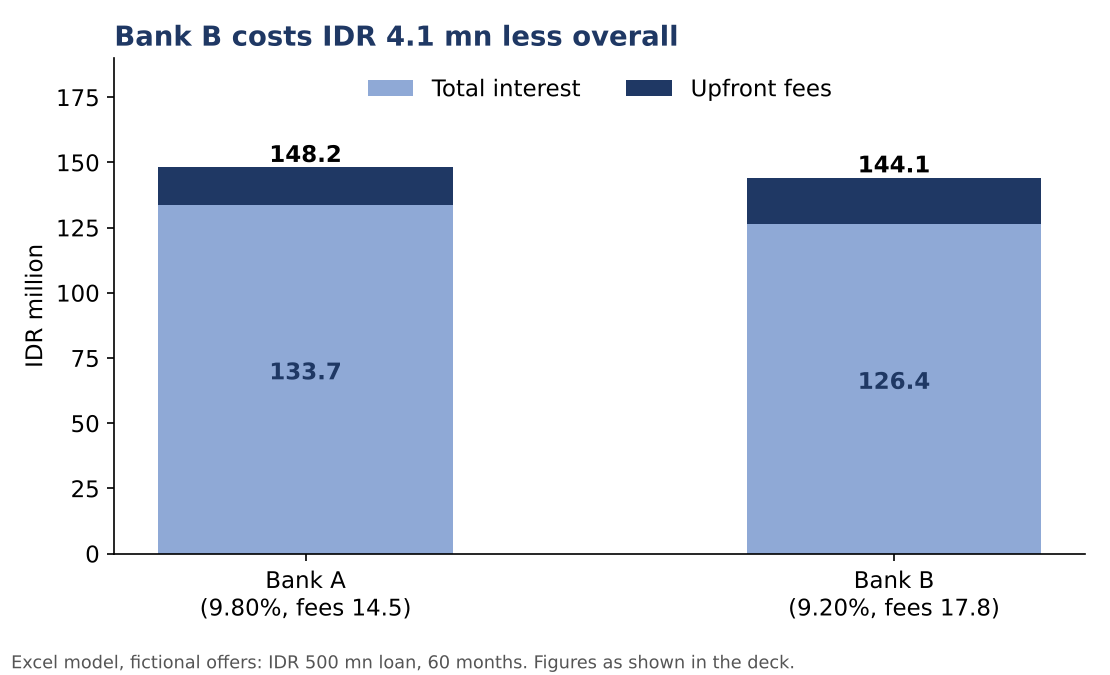 Bank B costs IDR 4.1 mn less overall
Total interest
Upfront fees
IDR million
175
150
125
100
75
50
25
0
148.2
133.7
144.1
126.4
Bank A
(9.80%, fees 14.5)
Bank B
(9.20%, fees 17.8)
Excel model, fictional offers: IDR 500 mn loan, 60 months. Figures as shown in the deck.